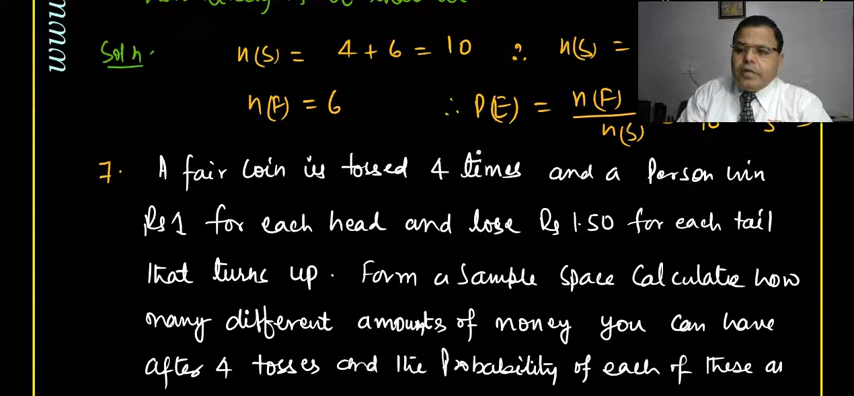 www
Soln.
n(S) = 4 + 6 = 10 ∴ n(S) =
n(F) = 6 ∴ P(E) = n(F) / n(S)
7. A fair coin is tossed 4 times and a Person win
Rs 1 for each head and lose Rs 1.50 for each tail
that turns up. Form a Sample space Calculate how
many different amounts of money you can have
after 4 tosses and the Probability of each of these a